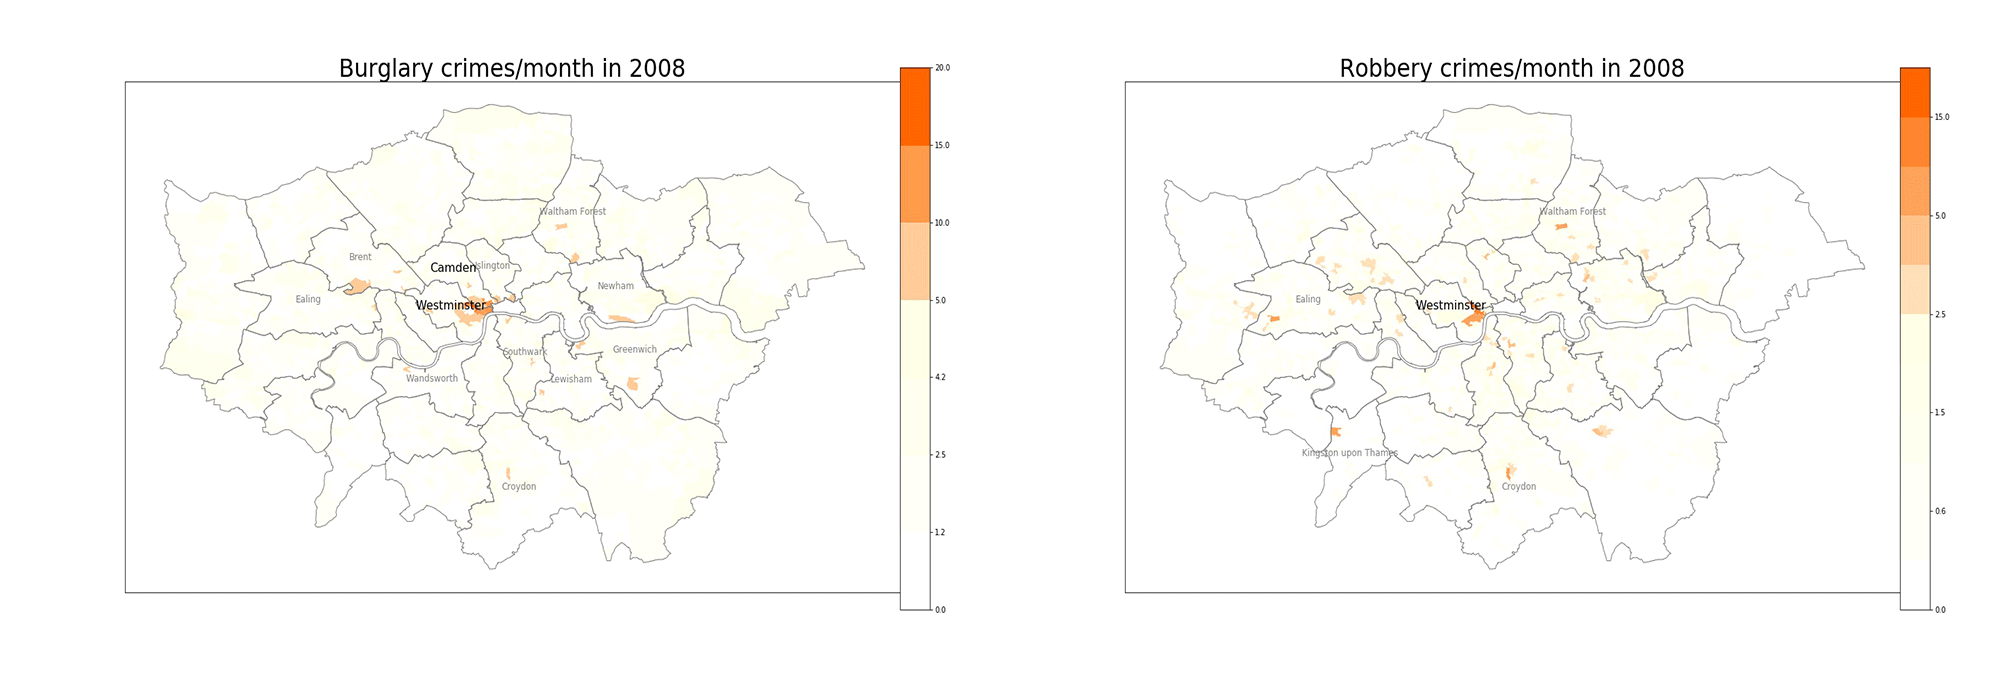 Burglary crimes/month in 2008
Waltham Forest
Brent
Camden
Islington
Ealing
Westminster
Newham
Southwark
Greenwich
Wandsworth
Lewisham
Croydon
20.0
15.0
10.0
5.0
4.2
2.5
1.2
0.0
Robbery crimes/month in 2008
Waltham Forest
Ealing
Westminster
Kingston upon Thames
Croydon
15.0
5.0
2.5
1.5
0.6
0.0